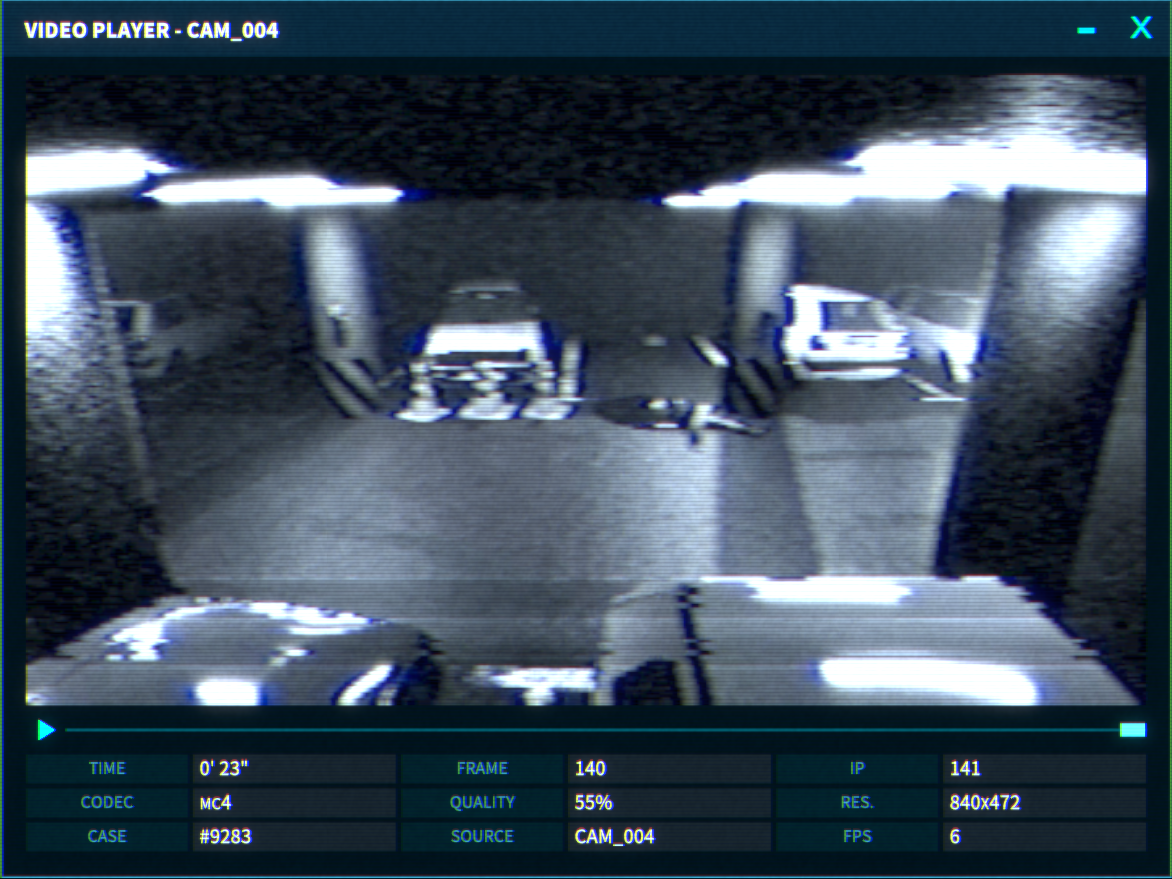 VIDEO PLAYER - CAM_004
TIME 0' 23" FRAME 140 IP 141
CODEC мс4 QUALITY 55% RES. 840x472
CASE #9283 SOURCE CAM_004 FPS 6